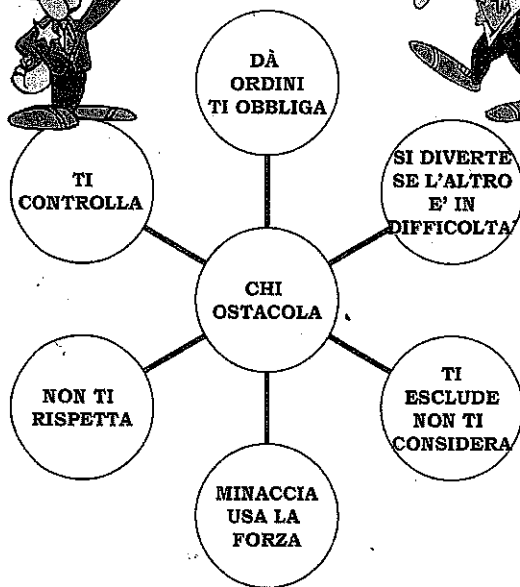 DÀ
ORDINI
TI OBBLIGA
TI
CONTROLLA
SI DIVERTE
SE L'ALTRO
E' IN
DIFFICOLTA'
CHI
OSTACOLA
NON TI
RISPETTA
TI
ESCLUDE
NON TI
CONSIDERA
MINACCIA
USA LA
FORZA